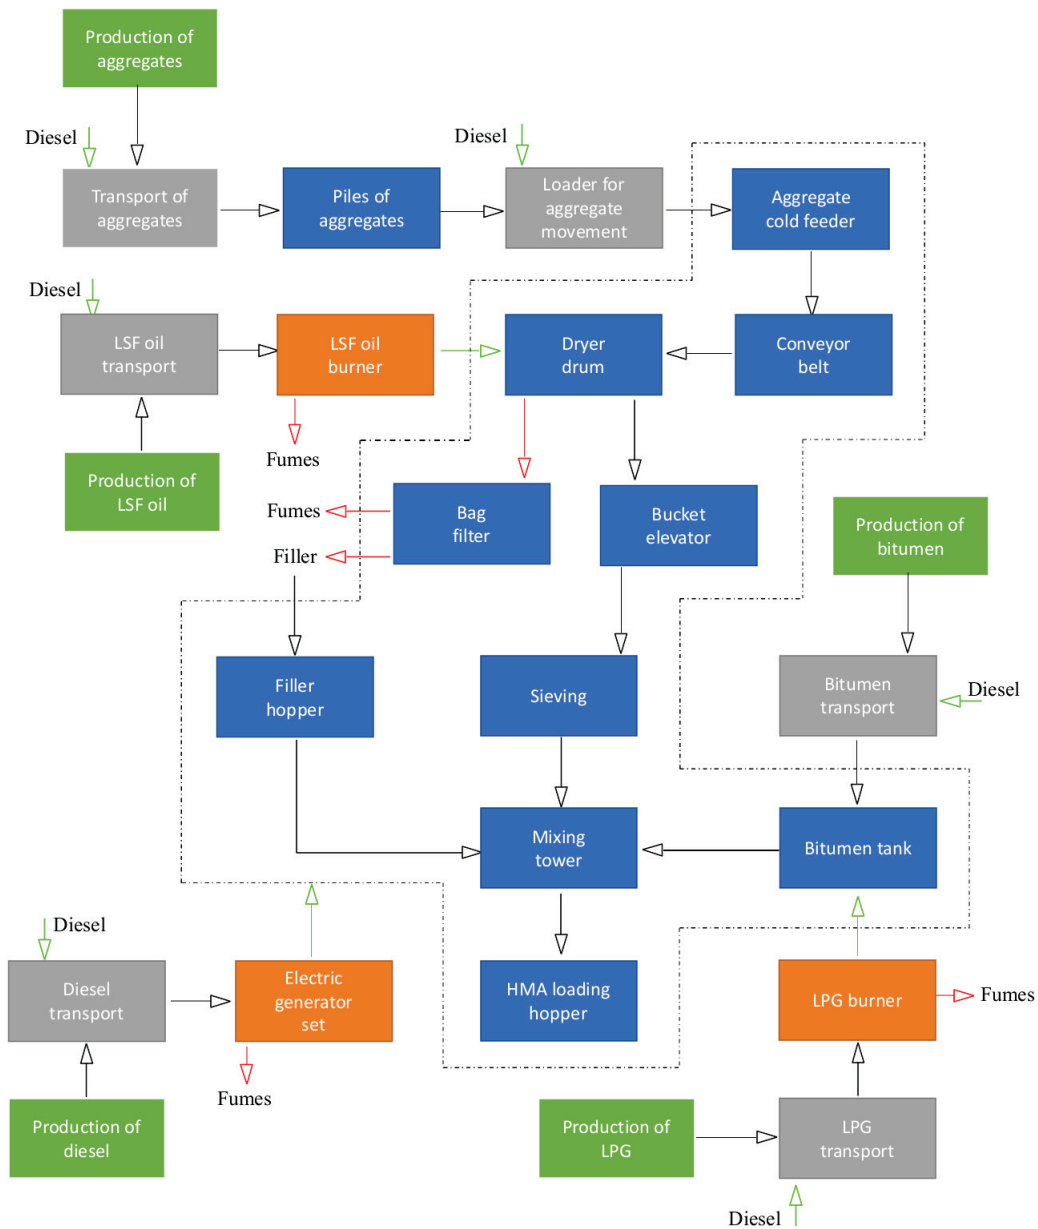 Production of
aggregates
Diesel
Diesel
Transport of
aggregates
Piles of
aggregates
Loader for
aggregate
movement
Aggregate
cold feeder
Diesel
LSF oil
transport
LSF oil
burner
Dryer
drum
Conveyor
belt
Fumes
Production of
LSF oil
Fumes
Filler
Bag
filter
Bucket
elevator
Production of
bitumen
Filler
hopper
Sieving
Bitumen
transport
Diesel
Mixing
tower
Bitumen tank
Diesel
Diesel
transport
Electric
generator
set
HMA loading
hopper
LPG burner
Fumes
Fumes
Production of
diesel
Production of
LPG
LPG
transport
Diesel